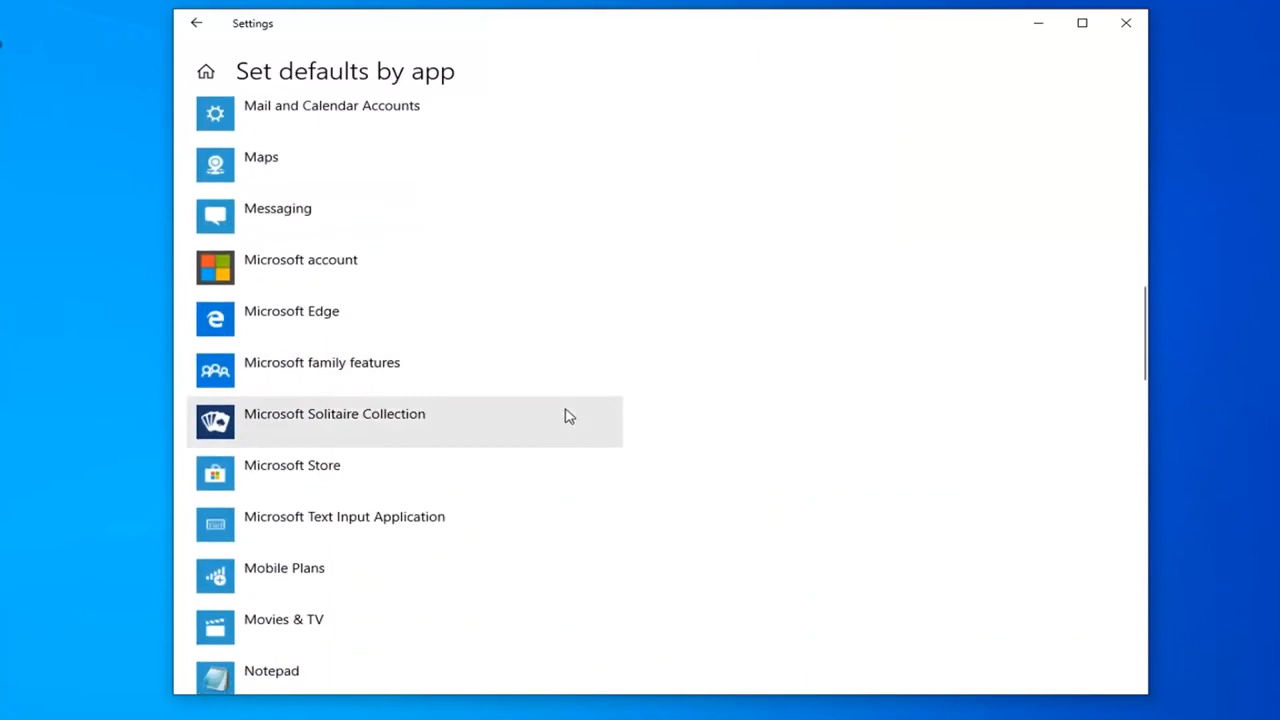 Settings
Set defaults by app
Mail and Calendar Accounts
Maps
Messaging
Microsoft account
Microsoft Edge
Microsoft family features
Microsoft Solitaire Collection
Microsoft Store
Microsoft Text Input Application
Mobile Plans
Movies & TV
Notepad